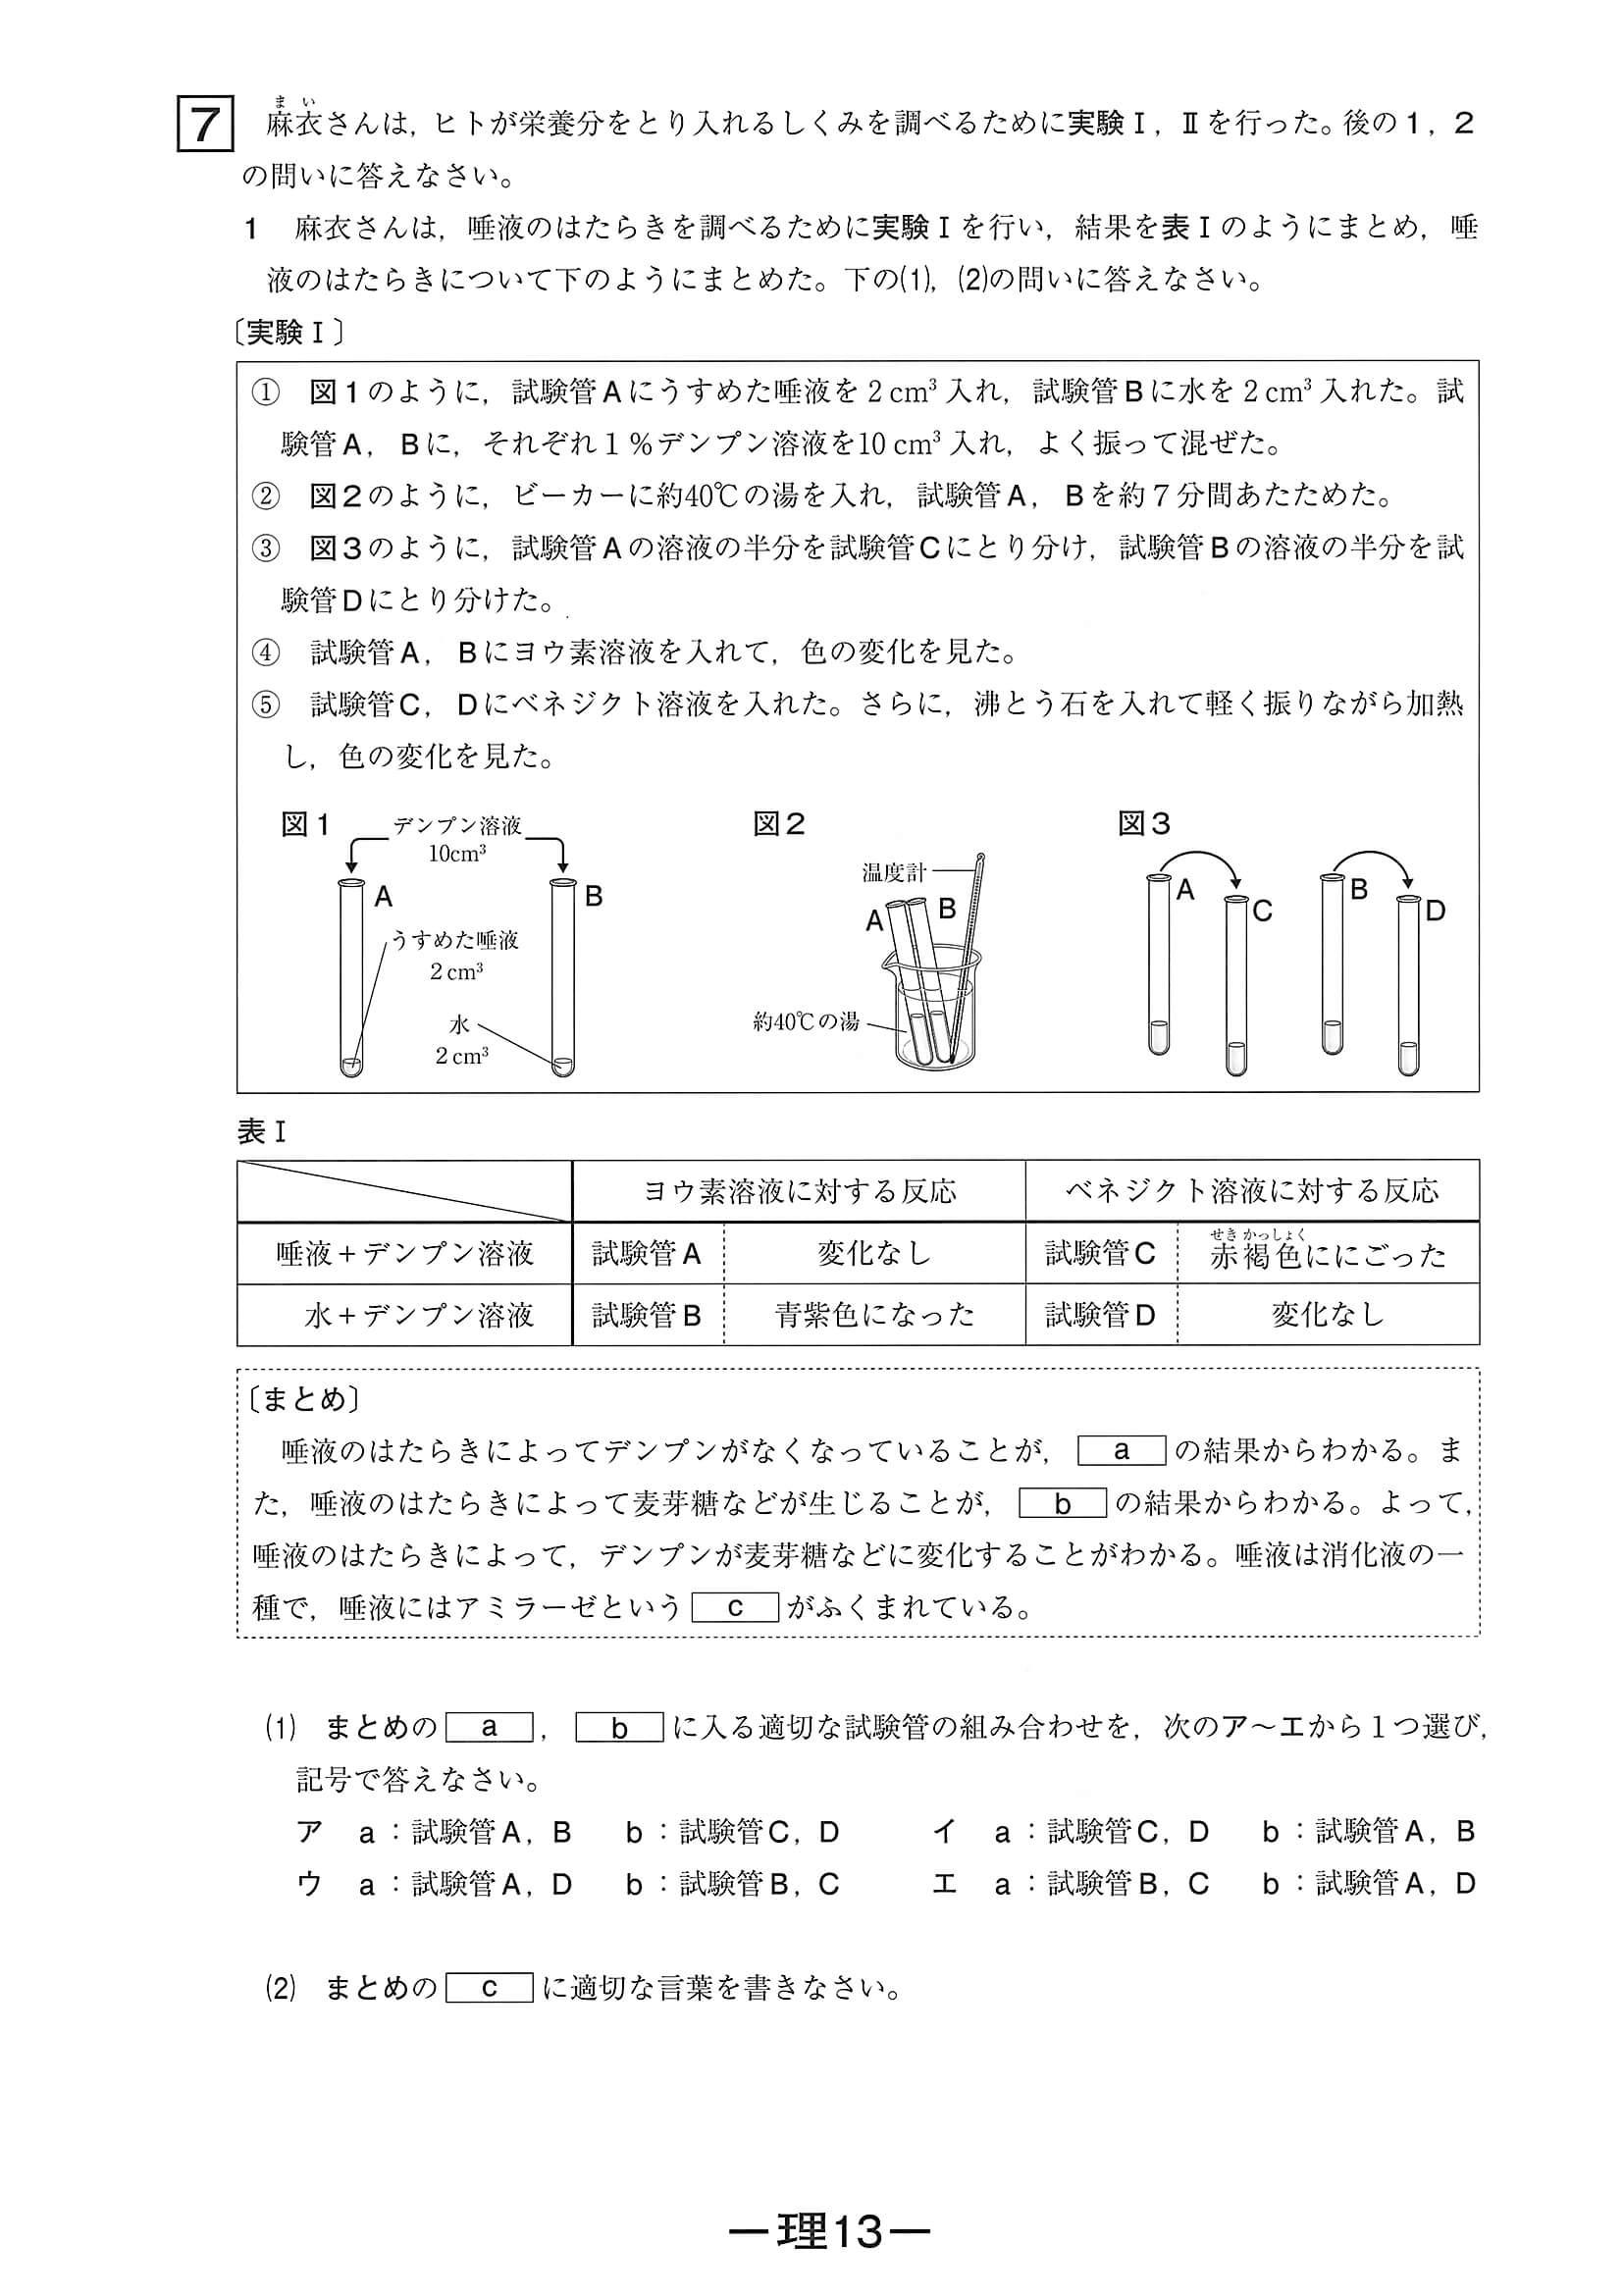 7 麻衣さんは，ヒトが栄養分をとり入れるしくみを調べるために実験Ⅰ，Ⅱを行った。後の1，2
まい
の問いに答えなさい。
1 麻衣さんは，唾液のはたらきを調べるために実験Ⅰを行い，結果を表Ⅰのようにまとめ，唾
液のはたらきについて下のようにまとめた。下の⑴，⑵の問いに答えなさい。
〔実験Ⅰ〕
① 図1のように，試験管Aにうすめた唾液を2cm³入れ，試験管Bに水を2cm³入れた。試
験管A，Bに，それぞれ1％デンプン溶液を10cm³入れ，よく振って混ぜた。
② 図2のように，ビーカーに約40℃の湯を入れ，試験管A，Bを約7分間あたためた。
③ 図3のように，試験管Aの溶液の半分を試験管Cにとり分け，試験管Bの溶液の半分を試
験管Dにとり分けた。
④ 試験管A，Bにヨウ素溶液を入れて，色の変化を見た。
⑤ 試験管C，Dにベネジクト溶液を入れた。さらに，沸とう石を入れて軽く振りながら加熱
し，色の変化を見た。
図1
デンプン溶液
10cm³
A
B
うすめた唾液
2cm³
水
2cm³
図2
温度計
A
B
約40℃の湯
図3
A
C
B
D
表Ⅰ
ヨウ素溶液に対する反応 ベネジクト溶液に対する反応
唾液＋デンプン溶液 試験管A 変化なし 試験管C 赤褐色ににごった
せきかっしょく
水＋デンプン溶液 試験管B 青紫色になった 試験管D 変化なし
〔まとめ〕
唾液のはたらきによってデンプンがなくなっていることが，aの結果からわかる。ま
た，唾液のはたらきによって麦芽糖などが生じることが，bの結果からわかる。よって，
唾液のはたらきによって，デンプンが麦芽糖などに変化することがわかる。唾液は消化液の一
種で，唾液にはアミラーゼというcがふくまれている。
⑴ まとめのa，bに入る適切な試験管の組み合わせを，次のア～エから1つ選び，
記号で答えなさい。
ア a：試験管A，B b：試験管C，D イ a：試験管C，D b：試験管A，B
ウ a：試験管A，D b：試験管B，C エ a：試験管B，C b：試験管A，D
⑵ まとめのcに適切な言葉を書きなさい。
—理13—